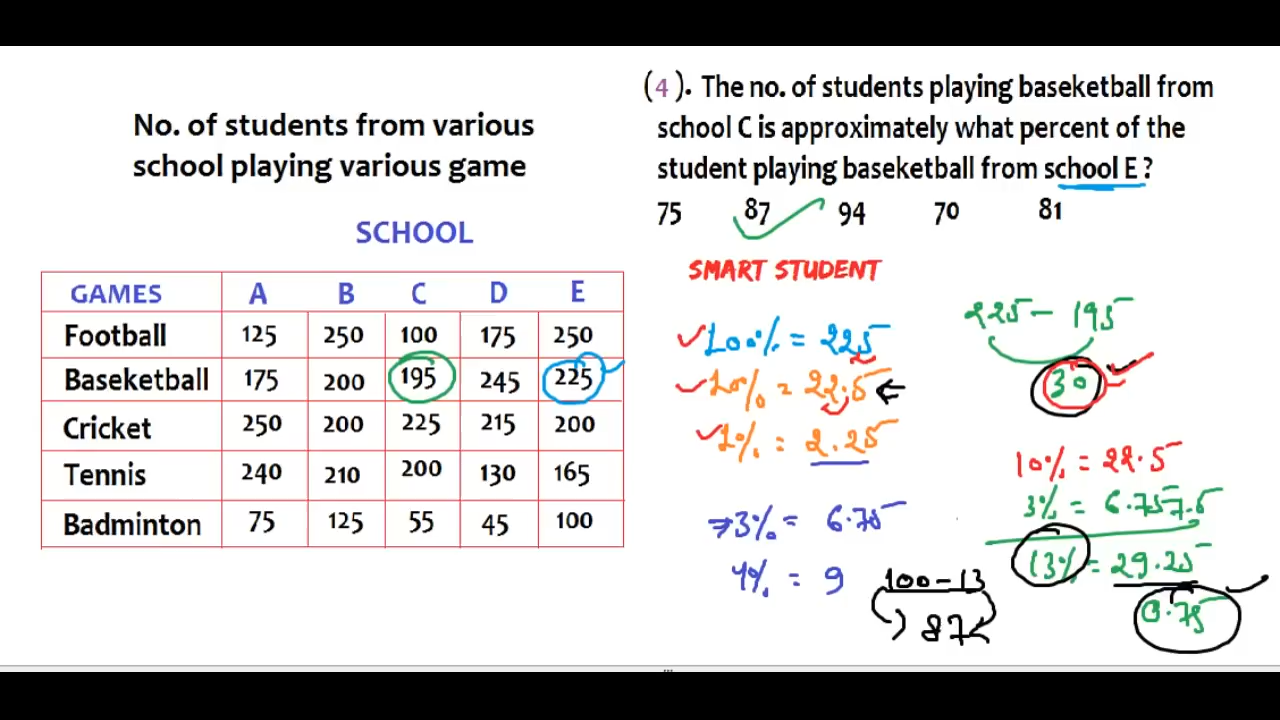 No. of students from various
school playing various game
SCHOOL
GAMES A B C D E
Football 125 250 100 175 250
Baseketball 175 200 195 245 225
Cricket 250 200 225 215 200
Tennis 240 210 200 130 165
Badminton 75 125 55 45 100
(4). The no. of students playing baseketball from
school C is approximately what percent of the
student playing baseketball from school E ?
75 87 94 70 81
SMART STUDENT
100% = 225
10% = 22.5
1% = 2.25
3% = 6.75
4% = 9
100-13
87
225 - 195
30
10% = 22.5
3% = 6.75 7.5
13% = 29.25
0.75